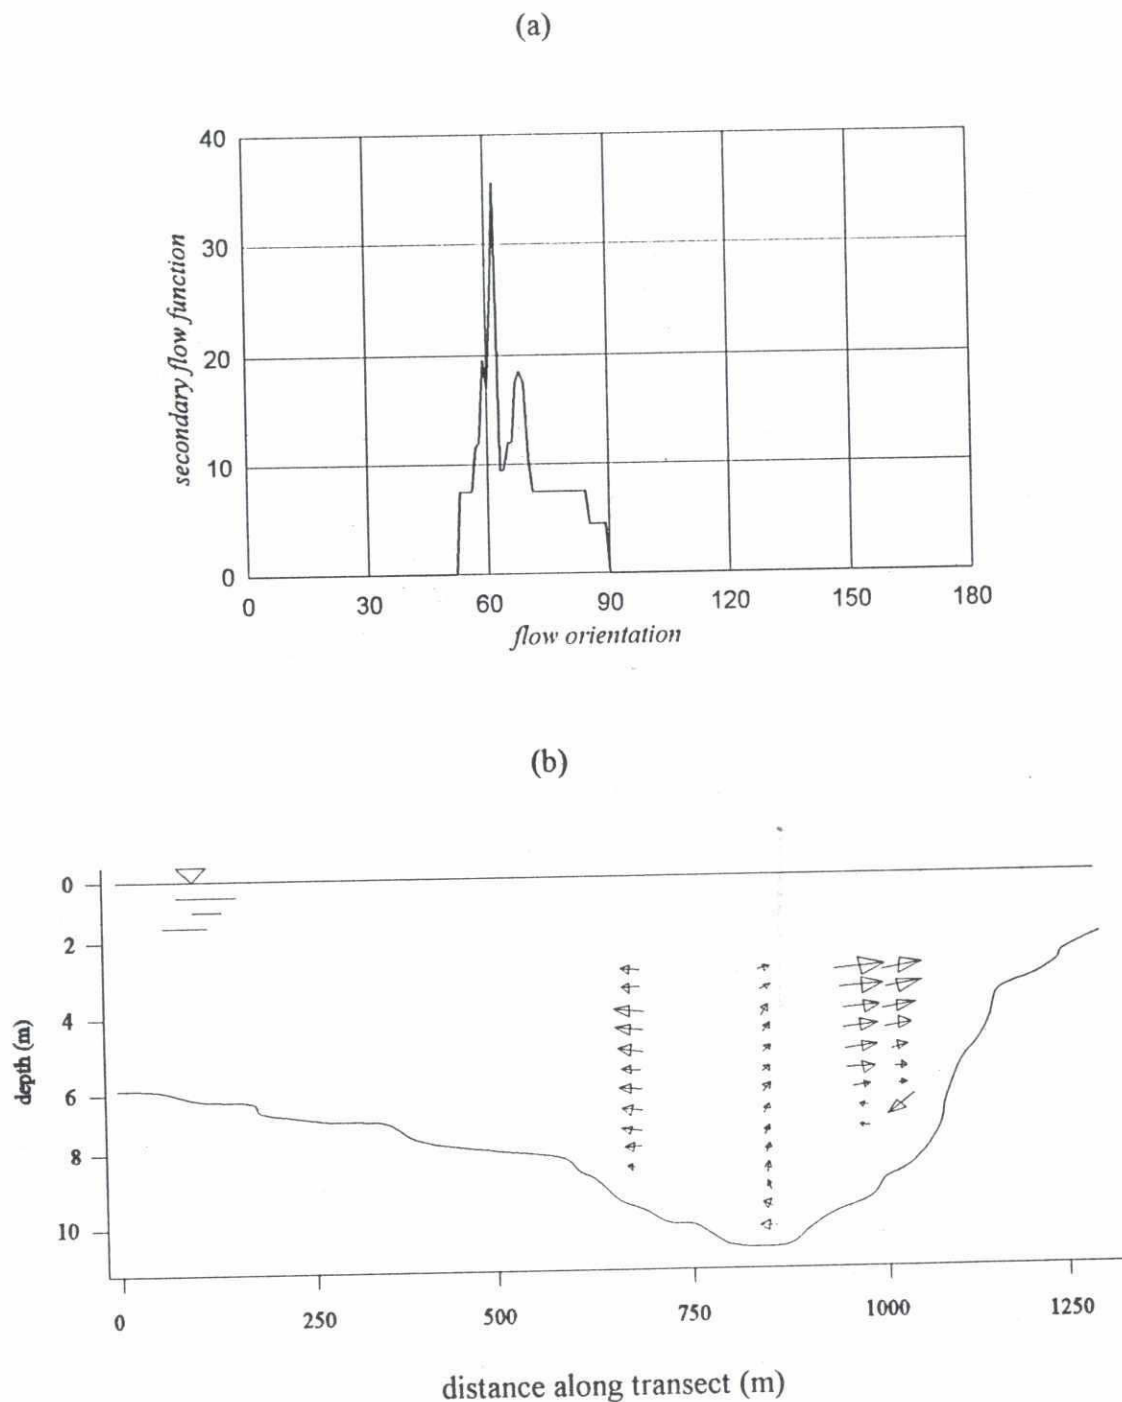 (a)
40
30
20
10
0
secondary flow function
0 30 60 90 120 150 180
flow orientation
(b)
0
2
4
6
8
10
depth (m)
0 250 500 750 1000 1250
distance along transect (m)